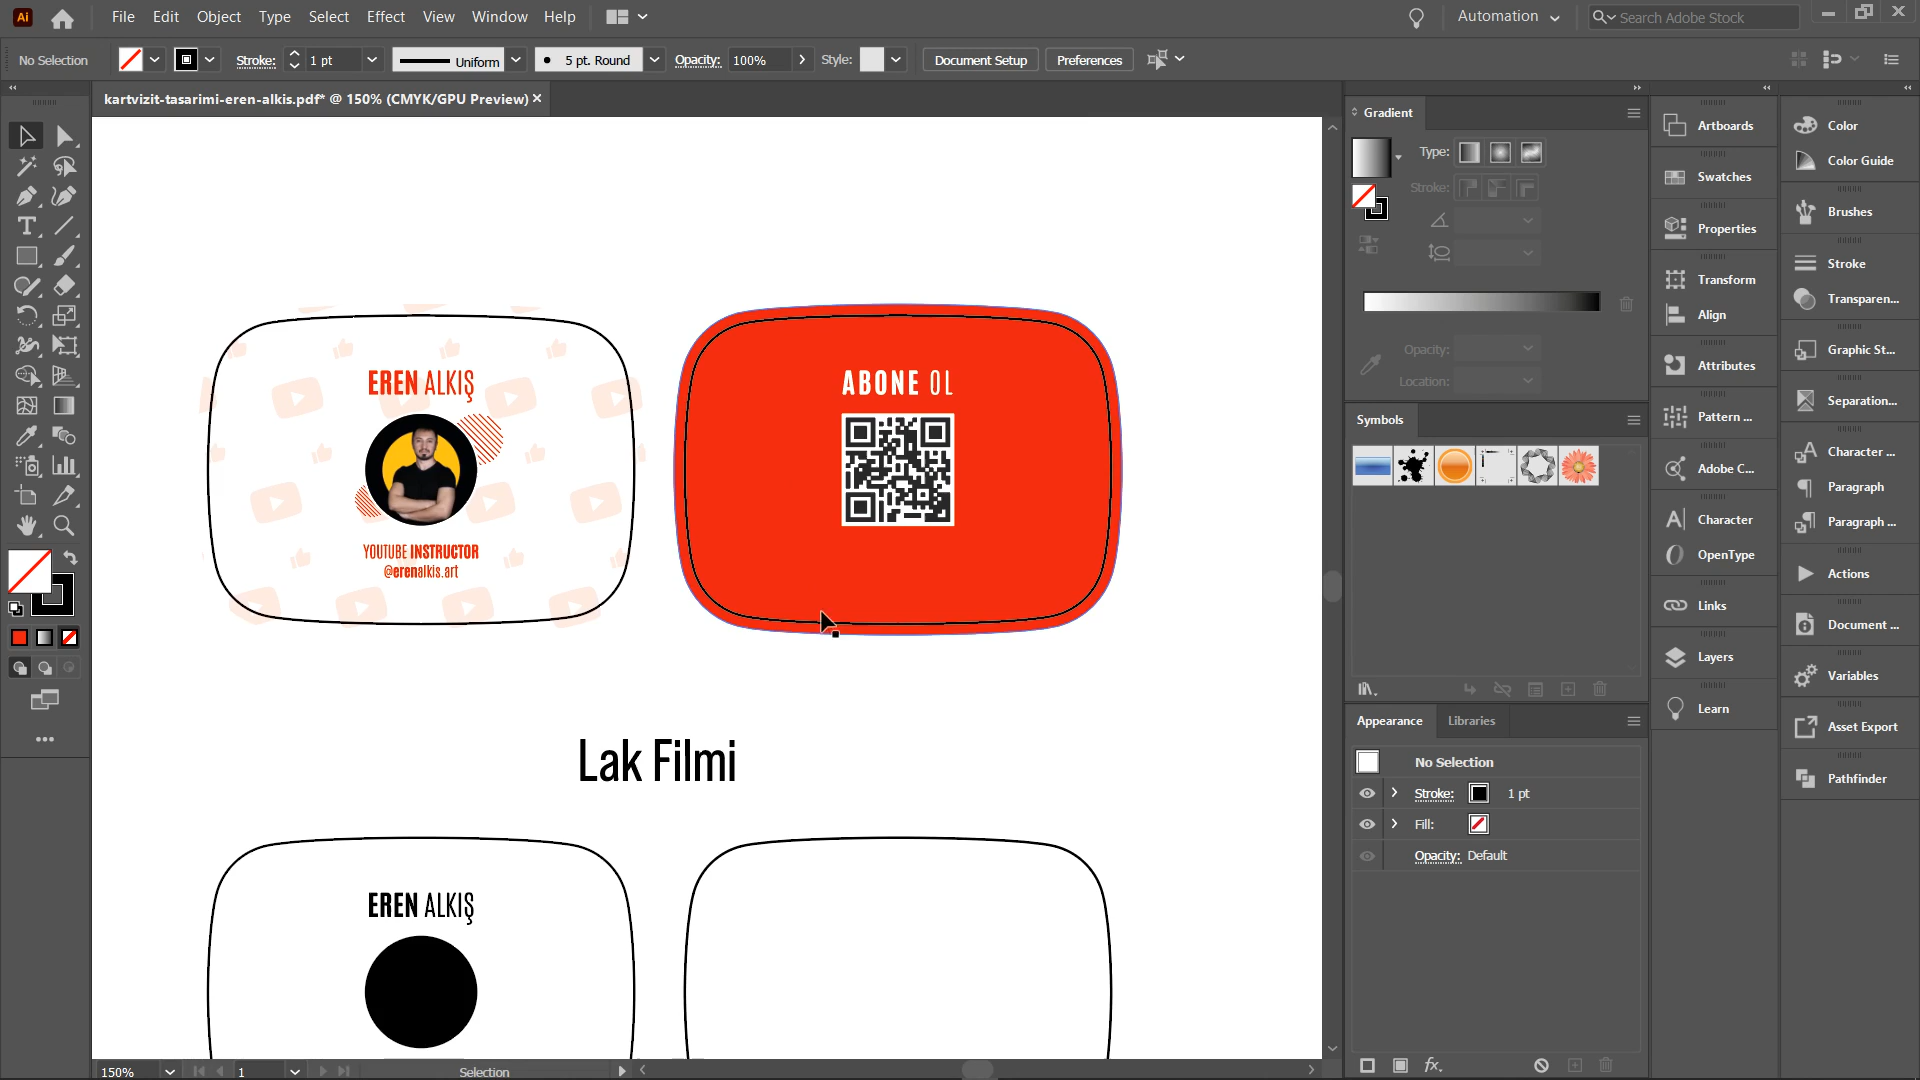 Ai File Edit Object Type Select Effect View Window Help Automation Search Adobe Stock
No Selection Stroke: 1 pt Uniform 5 pt. Round Opacity: 100% Style: Document Setup Preferences
kartvizit-tasarimi-eren-alkis.pdf* @ 150% (CMYK/GPU Preview)
EREN ALKIŞ
YOUTUBE INSTRUCTOR
@erenalkis.art
ABONE OL
Lak Filmi
EREN ALKIŞ
150% 1 Selection
Gradient
Type:
Stroke:
Opacity:
Location:
Symbols
Appearance Libraries
No Selection
Stroke: 1 pt
Fill:
Opacity: Default
fx.
Artboards
Swatches
Properties
Transform
Align
Attributes
Pattern ...
Adobe C...
Character
OpenType
Links
Layers
Learn
Color
Color Guide
Brushes
Stroke
Transparen...
Graphic St...
Separation...
Character ...
Paragraph
Paragraph ...
Actions
Document ...
Variables
Asset Export
Pathfinder